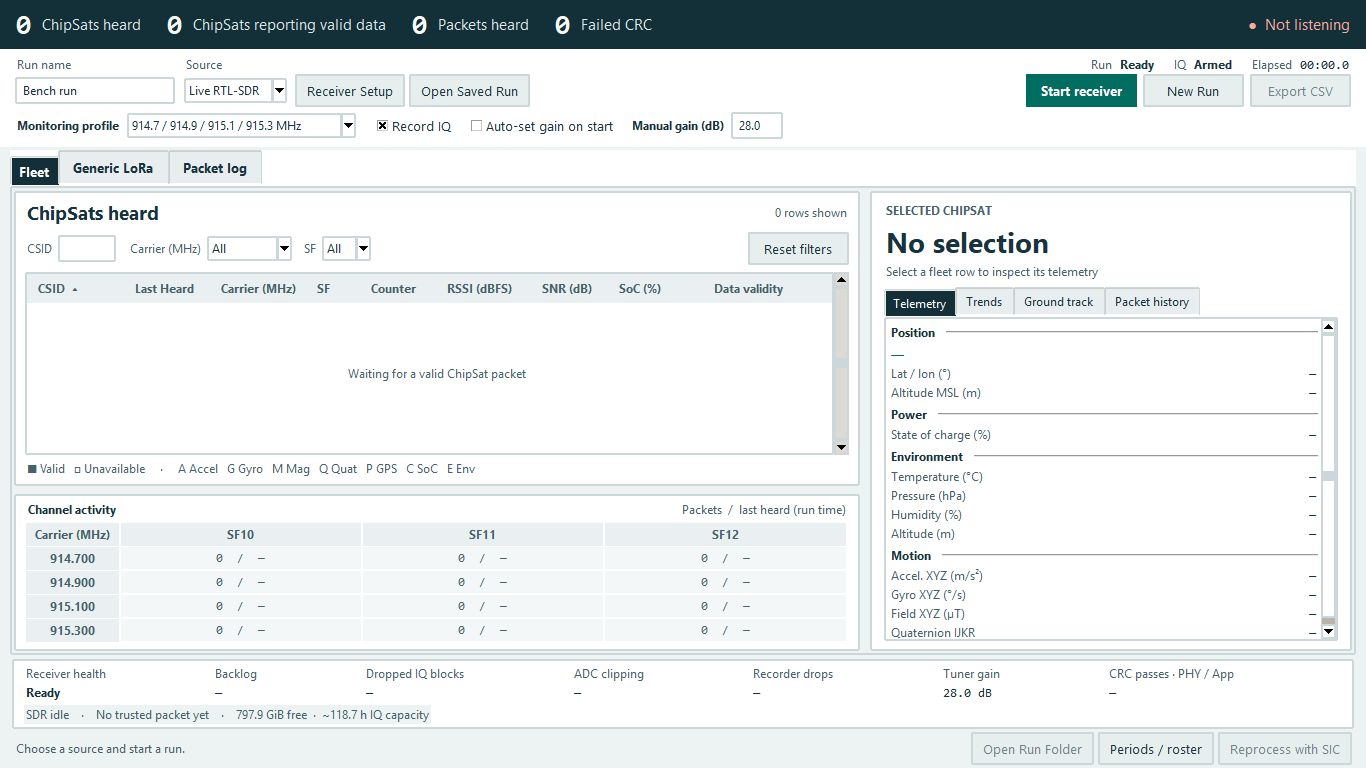 0 ChipSats heard 0 ChipSats reporting valid data 0 Packets heard 0 Failed CRC ● Not listening
Run name Source Run Ready IQ Armed Elapsed 00:00.0
Bench run Live RTL-SDR Receiver Setup Open Saved Run Start receiver New Run Export CSV
Monitoring profile 914.7 / 914.9 / 915.1 / 915.3 MHz Record IQ Auto-set gain on start Manual gain (dB) 28.0
Fleet Generic LoRa Packet log
ChipSats heard 0 rows shown
CSID Carrier (MHz) All SF All Reset filters
CSID ▲ Last Heard Carrier (MHz) SF Counter RSSI (dBFS) SNR (dB) SoC (%) Data validity
Waiting for a valid ChipSat packet
■ Valid □ Unavailable · A Accel G Gyro M Mag Q Quat P GPS C SoC E Env
Channel activity Packets / last heard (run time)
Carrier (MHz) SF10 SF11 SF12
914.700 0 / – 0 / – 0 / –
914.900 0 / – 0 / – 0 / –
915.100 0 / – 0 / – 0 / –
915.300 0 / – 0 / – 0 / –
SELECTED CHIPSAT
No selection
Select a fleet row to inspect its telemetry
Telemetry Trends Ground track Packet history
Position
—
Lat / lon (°) –
Altitude MSL (m) –
Power
State of charge (%) –
Environment
Temperature (°C) –
Pressure (hPa) –
Humidity (%) –
Altitude (m) –
Motion
Accel. XYZ (m/s²) –
Gyro XYZ (°/s) –
Field XYZ (µT) –
Quaternion IJKR –
Receiver health Backlog Dropped IQ blocks ADC clipping Recorder drops Tuner gain CRC passes · PHY / App
Ready – – – – 28.0 dB –
SDR idle · No trusted packet yet · 797.9 GiB free · ~118.7 h IQ capacity
Choose a source and start a run. Open Run Folder Periods / roster Reprocess with SIC